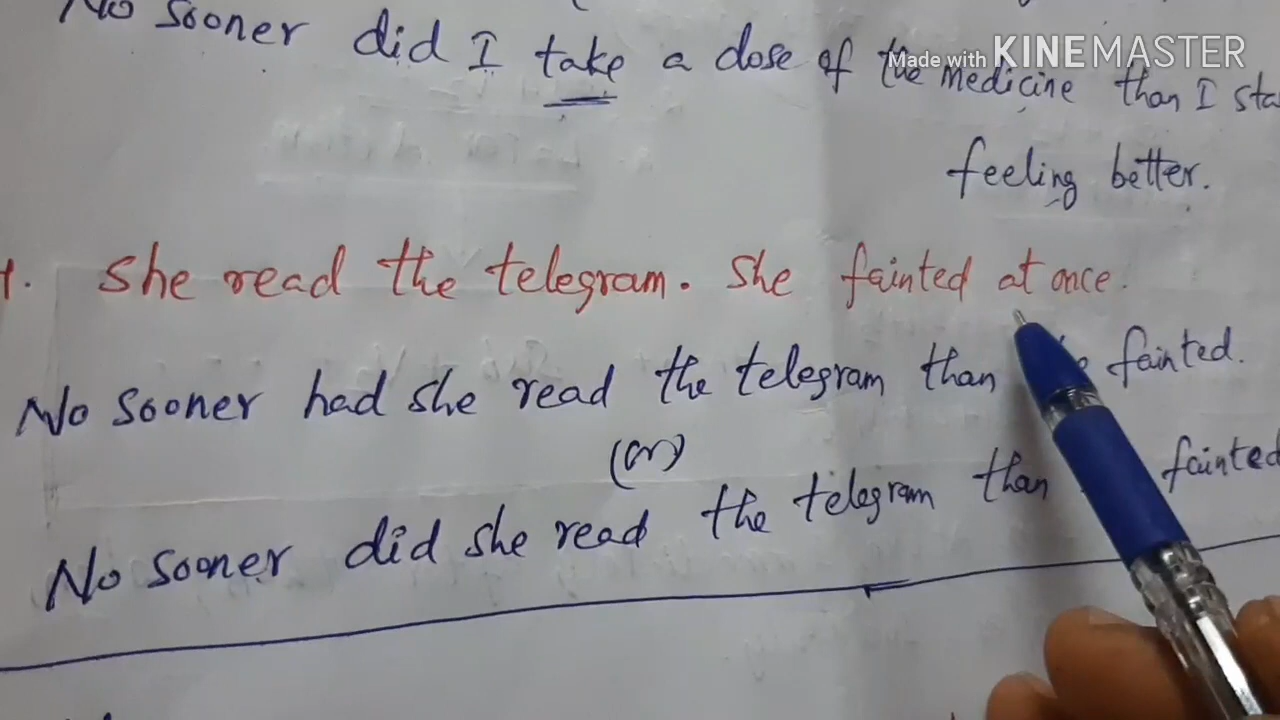 No sooner did I take a dose of the medicine than I sta
feeling better.
Made with KINEMASTER
She read the telegram. She fainted at once.
No sooner had she read the telegram than fainted.
(or)
No sooner did she read the telegram than fainted